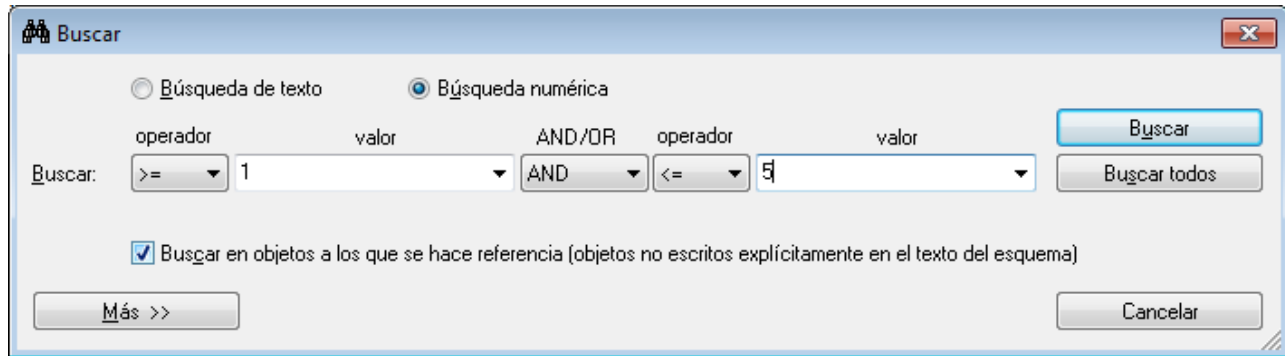 Buscar
Búsqueda de texto Búsqueda numérica
operador valor AND/OR operador valor Buscar
Buscar: >= 1 AND <= 5 Buscar todos
Buscar en objetos a los que se hace referencia (objetos no escritos explícitamente en el texto del esquema)
Más >> Cancelar